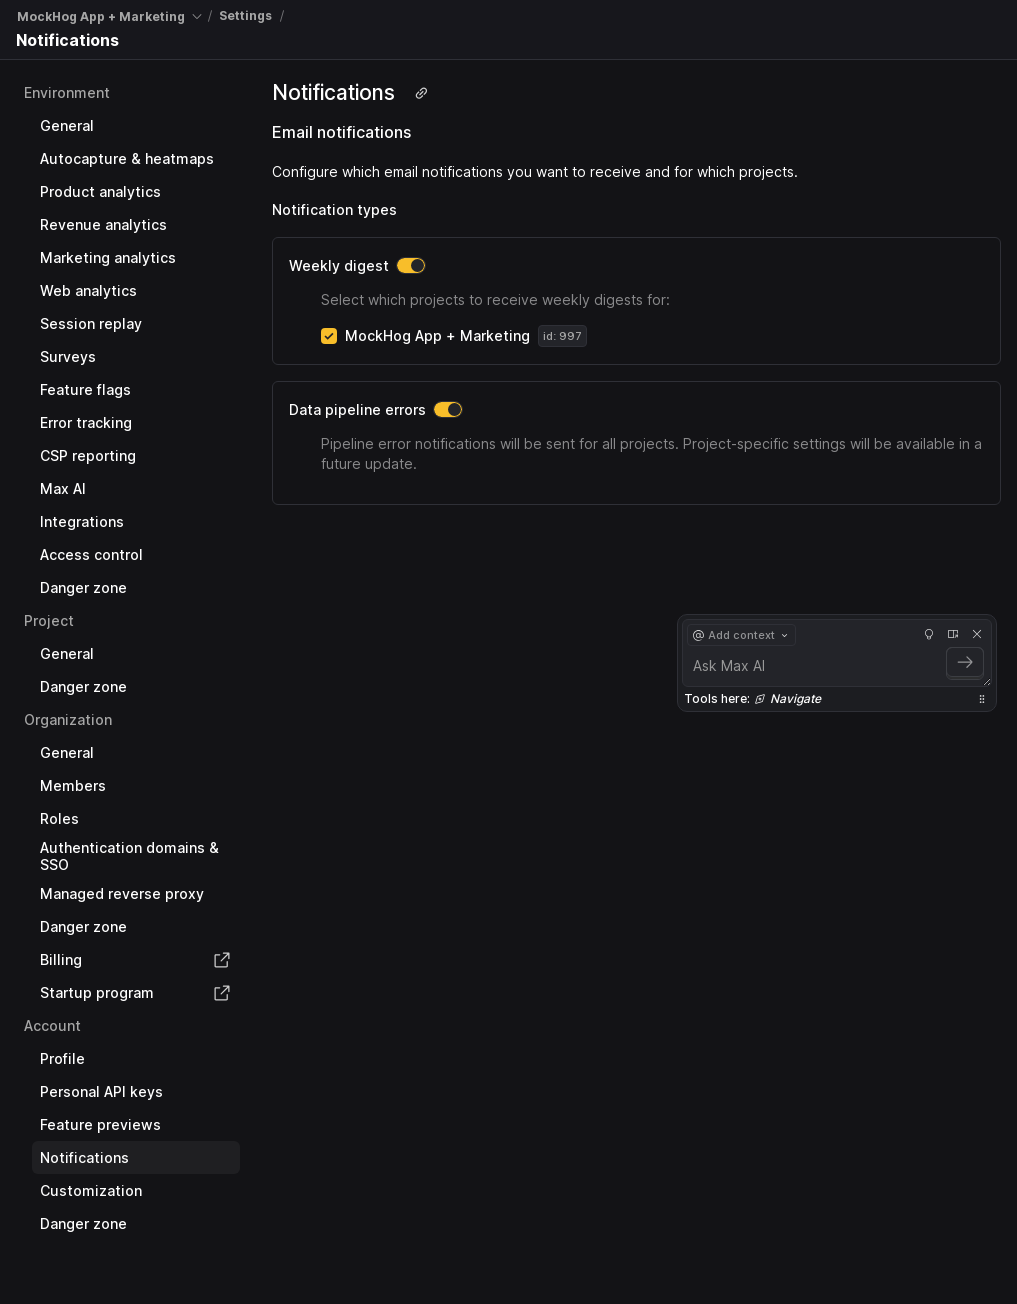 MockHog App + Marketing / Settings /
Notifications
Environment
General
Autocapture & heatmaps
Product analytics
Revenue analytics
Marketing analytics
Web analytics
Session replay
Surveys
Feature flags
Error tracking
CSP reporting
Max AI
Integrations
Access control
Danger zone
Project
General
Danger zone
Organization
General
Members
Roles
Authentication domains &
SSO
Managed reverse proxy
Danger zone
Billing
Startup program
Account
Profile
Personal API keys
Feature previews
Notifications
Customization
Danger zone
Notifications
Email notifications
Configure which email notifications you want to receive and for which projects.
Notification types
Weekly digest
Select which projects to receive weekly digests for:
MockHog App + Marketing id: 997
Data pipeline errors
Pipeline error notifications will be sent for all projects. Project-specific settings will be available in a
future update.
@ Add context
Ask Max AI
Tools here: Navigate